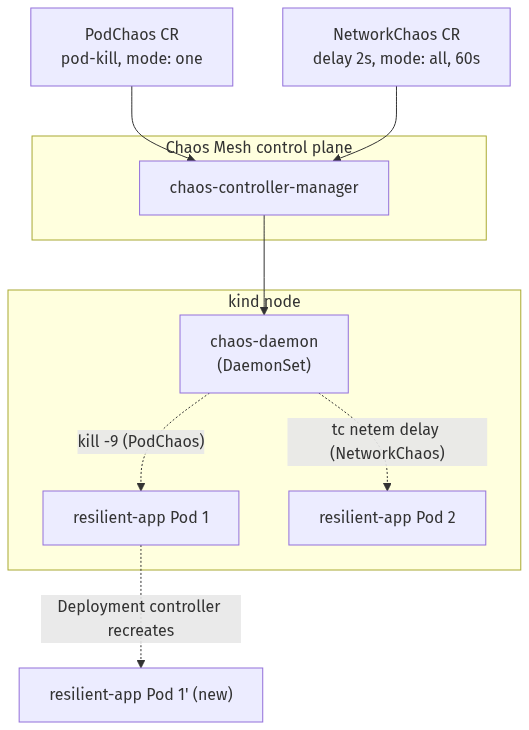 PodChaos CR
pod-kill, mode: one
NetworkChaos CR
delay 2s, mode: all, 60s
Chaos Mesh control plane
chaos-controller-manager
kind node
chaos-daemon
(DaemonSet)
kill -9 (PodChaos)
tc netem delay
(NetworkChaos)
resilient-app Pod 1
resilient-app Pod 2
Deployment controller
recreates
resilient-app Pod 1' (new)